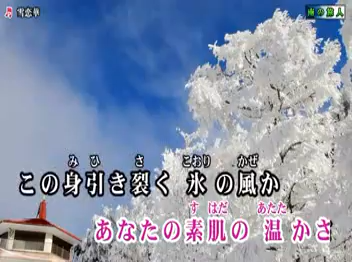 雪恋華
雨の旅人
みひさ こおり かぜ
この身引き裂く 氷の風か
すはだ あたた
あなたの素肌の 温かさ